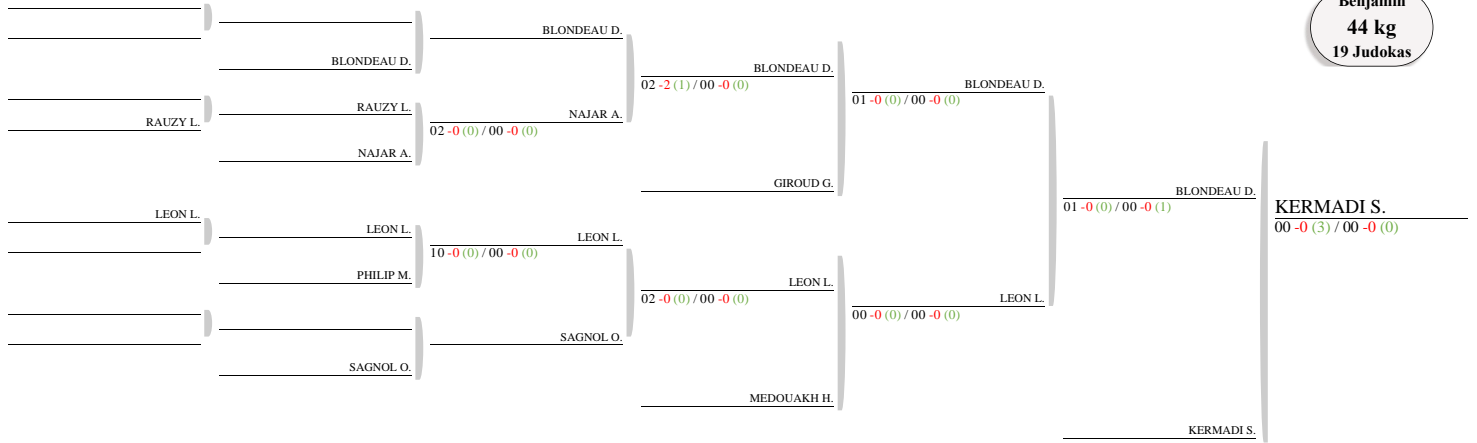 Benjamin
44 kg
19 Judokas
BLONDEAU D.
BLONDEAU D.
BLONDEAU D.
02 -2 (1) / 00 -0 (0)
BLONDEAU D.
01 -0 (0) / 00 -0 (0)
RAUZY L.
RAUZY L.
NAJAR A.
02 -0 (0) / 00 -0 (0)
NAJAR A.
GIROUD G.
BLONDEAU D.
01 -0 (0) / 00 -0 (1)
KERMADI S.
00 -0 (3) / 00 -0 (0)
LEON L.
LEON L.
LEON L.
10 -0 (0) / 00 -0 (0)
PHILIP M.
LEON L.
02 -0 (0) / 00 -0 (0)
LEON L.
00 -0 (0) / 00 -0 (0)
SAGNOL O.
SAGNOL O.
MEDOUAKH H.
KERMADI S.